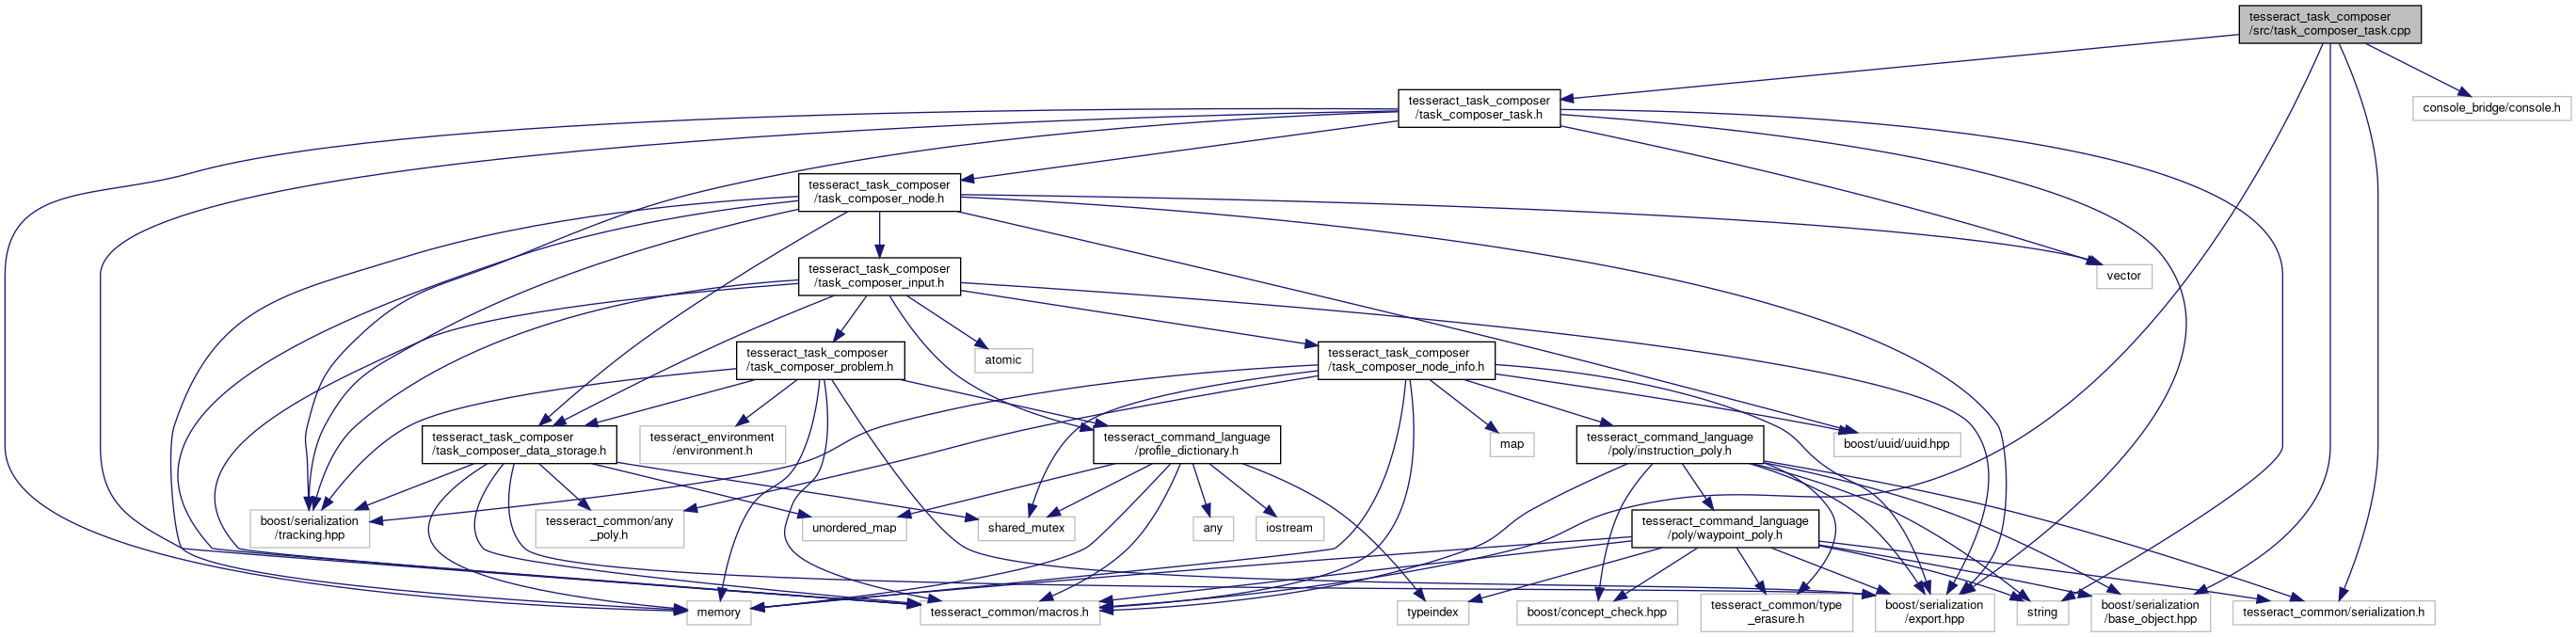 tesseract_task_composer
/src/task_composer_task.cpp
tesseract_task_composer
/task_composer_task.h
console_bridge/console.h
tesseract_task_composer
/task_composer_node.h
tesseract_task_composer
/task_composer_input.h
vector
tesseract_task_composer
/task_composer_problem.h
atomic
tesseract_task_composer
/task_composer_node_info.h
tesseract_task_composer
/task_composer_data_storage.h
tesseract_environment
/environment.h
tesseract_command_language
/profile_dictionary.h
map
tesseract_command_language
/poly/instruction_poly.h
boost/uuid/uuid.hpp
boost/serialization
/tracking.hpp
tesseract_common/any
_poly.h
unordered_map
shared_mutex
any
iostream
tesseract_command_language
/poly/waypoint_poly.h
memory
tesseract_common/macros.h
typeindex
boost/concept_check.hpp
tesseract_common/type
_erasure.h
boost/serialization
/export.hpp
string
boost/serialization
/base_object.hpp
tesseract_common/serialization.h